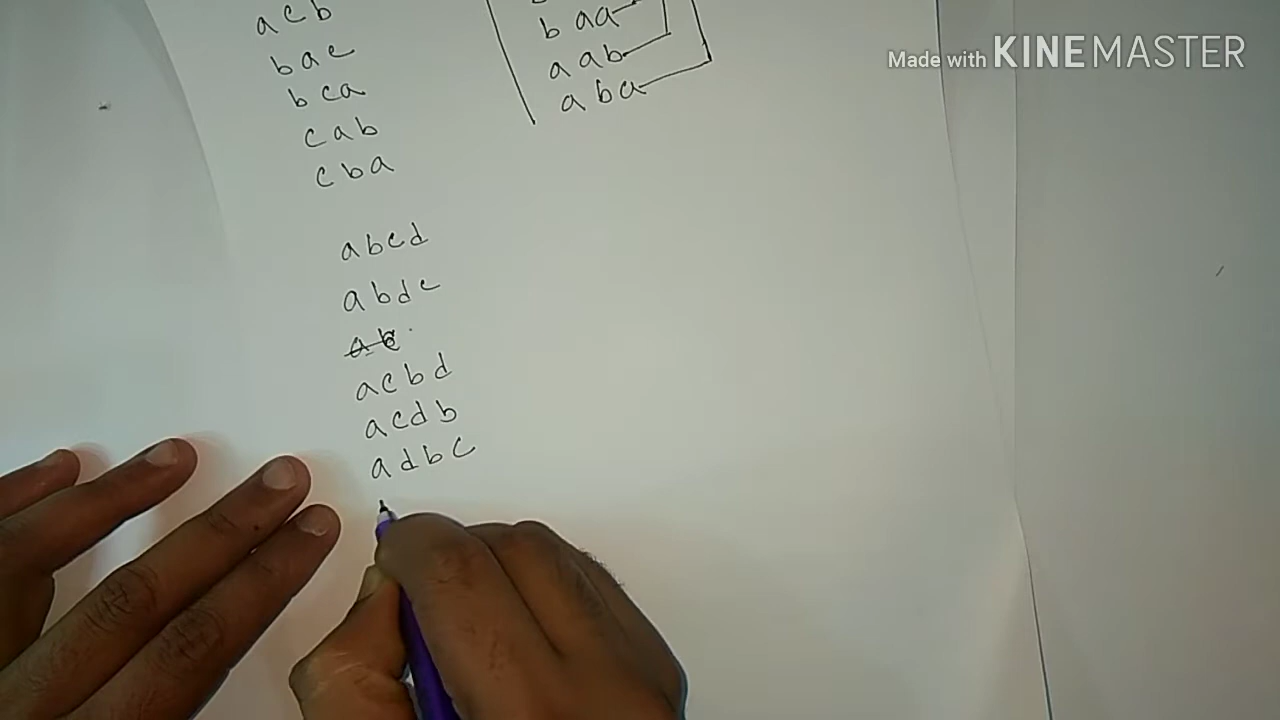 acb
bac
bca
cab
cba
baa
aab
aba
abcd
abdc
acbd
acdb
adbc
Made with KINEMASTER